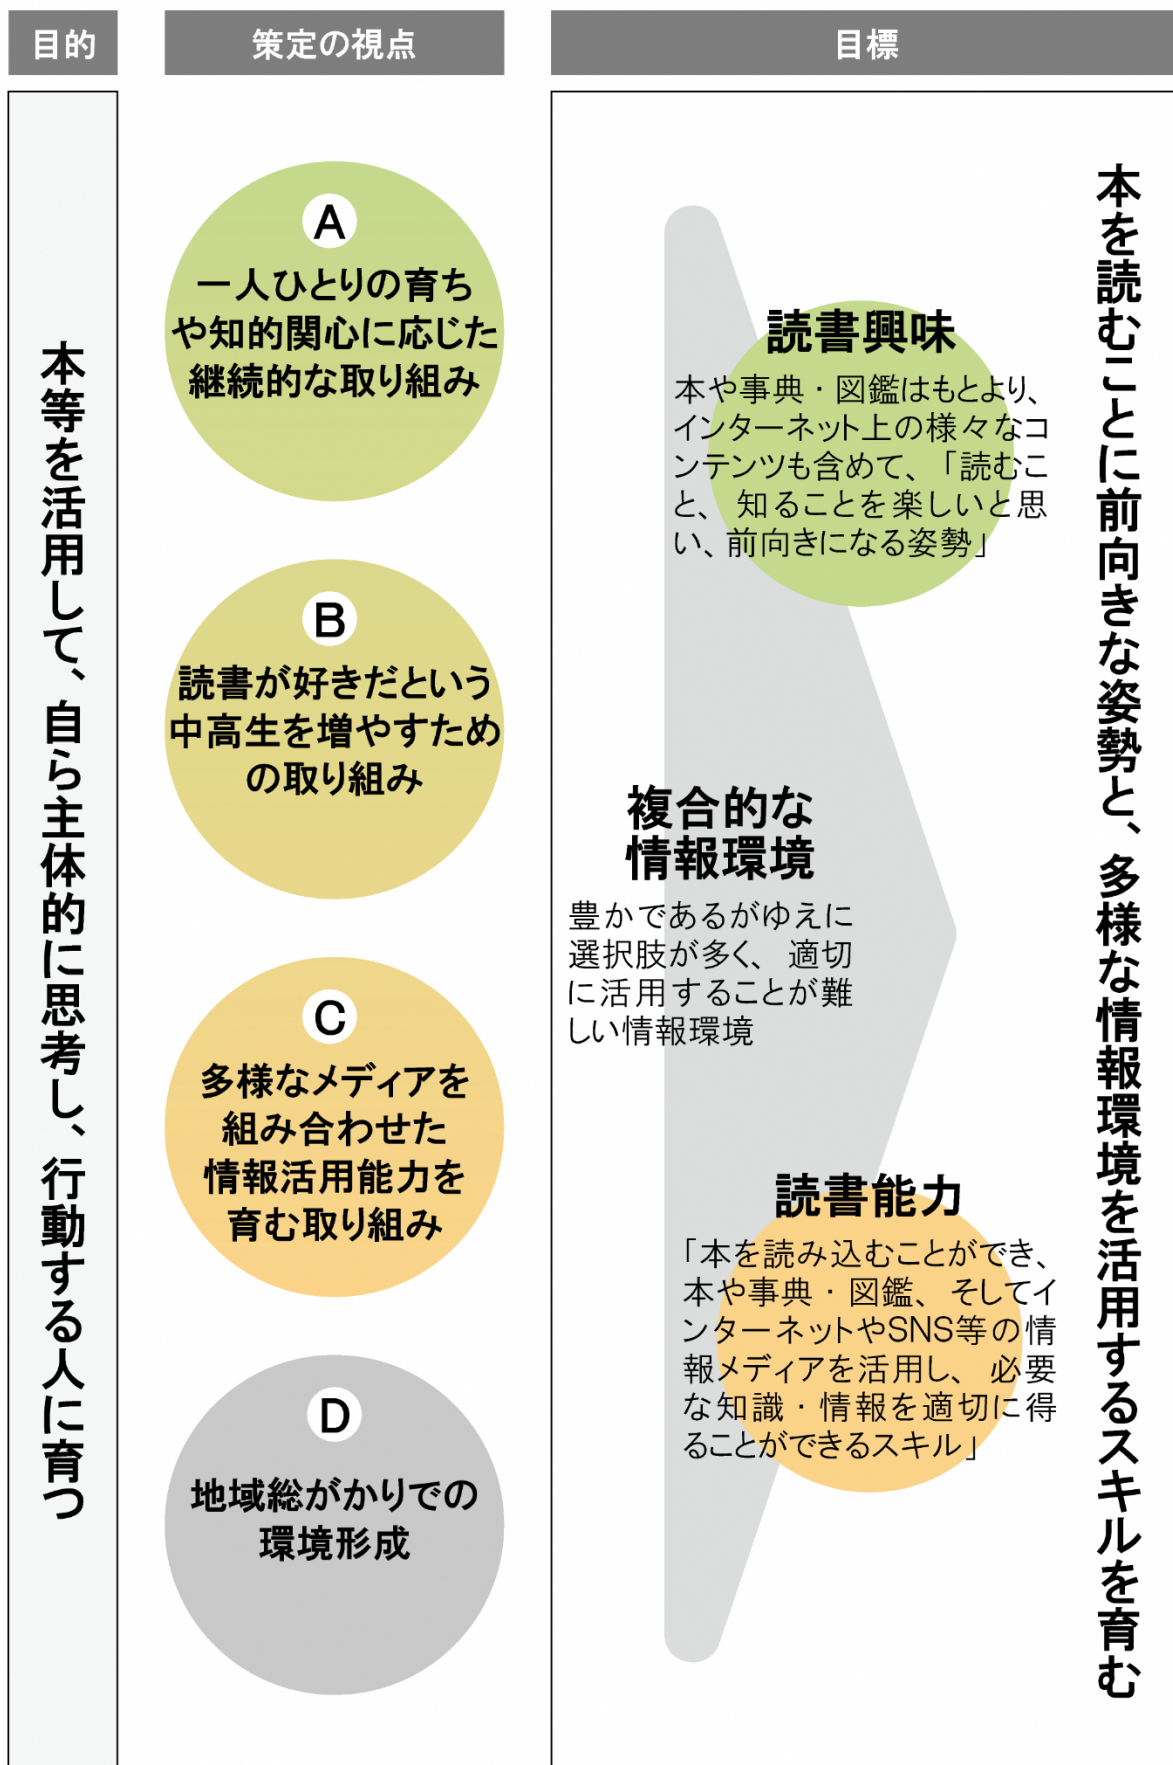 目的
策定の視点
目標
本等を活用して、自ら主体的に思考し、行動する人に育つ
A
一人ひとりの育ち
や知的関心に応じた
継続的な取り組み
B
読書が好きだという
中高生を増やすため
の取り組み
C
多様なメディアを
組み合わせた
情報活用能力を
育む取り組み
D
地域総がかりでの
環境形成
読書興味
本や事典・図鑑はもとより、
インターネット上の様々なコ
ンテンツも含めて、「読むこ
と、知ることを楽しいと思
い、前向きになる姿勢」
複合的な
情報環境
豊かであるがゆえに
選択肢が多く、適切
に活用することが難
しい情報環境
読書能力
「本を読み込むことができ、
本や事典・図鑑、そしてイ
ンターネットやSNS等の情
報メディアを活用し、必要
な知識・情報を適切に得
ることができるスキル」
本を読むことに前向きな姿勢と、多様な情報環境を活用するスキルを育む